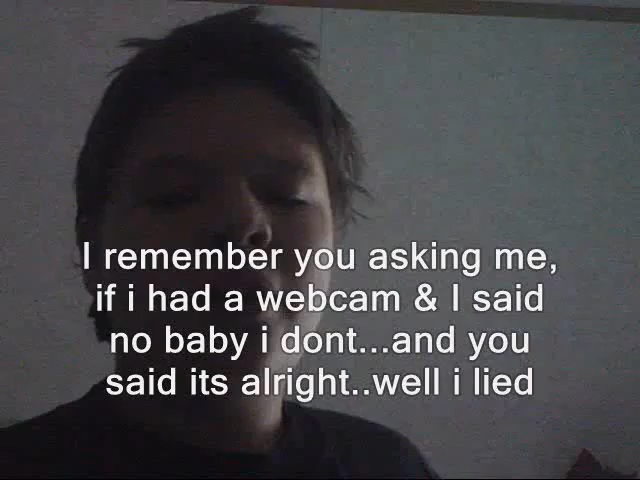 I remember you asking me,
if i had a webcam & I said
no baby i dont...and you
said its alright..well i lied